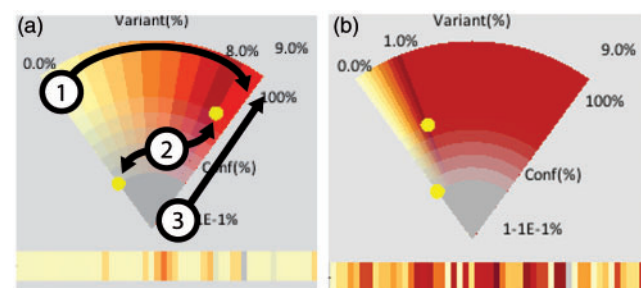 (a)
Variant(%)
0.0%
8.0%
9.0%
100%
1
2
3
Conf(%)
1E-1%
(b)
Variant(%)
0.0%
1.0%
9.0%
100%
Conf(%)
1-1E-1%